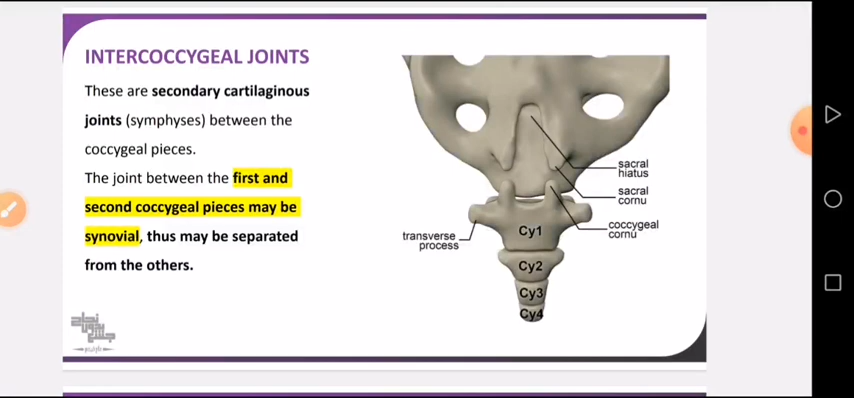 INTERCOCCYGEAL JOINTS
These are secondary cartilaginous
joints (symphyses) between the
coccygeal pieces.
The joint between the first and
second coccygeal pieces may be
synovial, thus may be separated
from the others.
sacral
hiatus
sacral
cornu
coccygeal
cornu
transverse
process
Cy1
Cy2
Cy3
Cy4